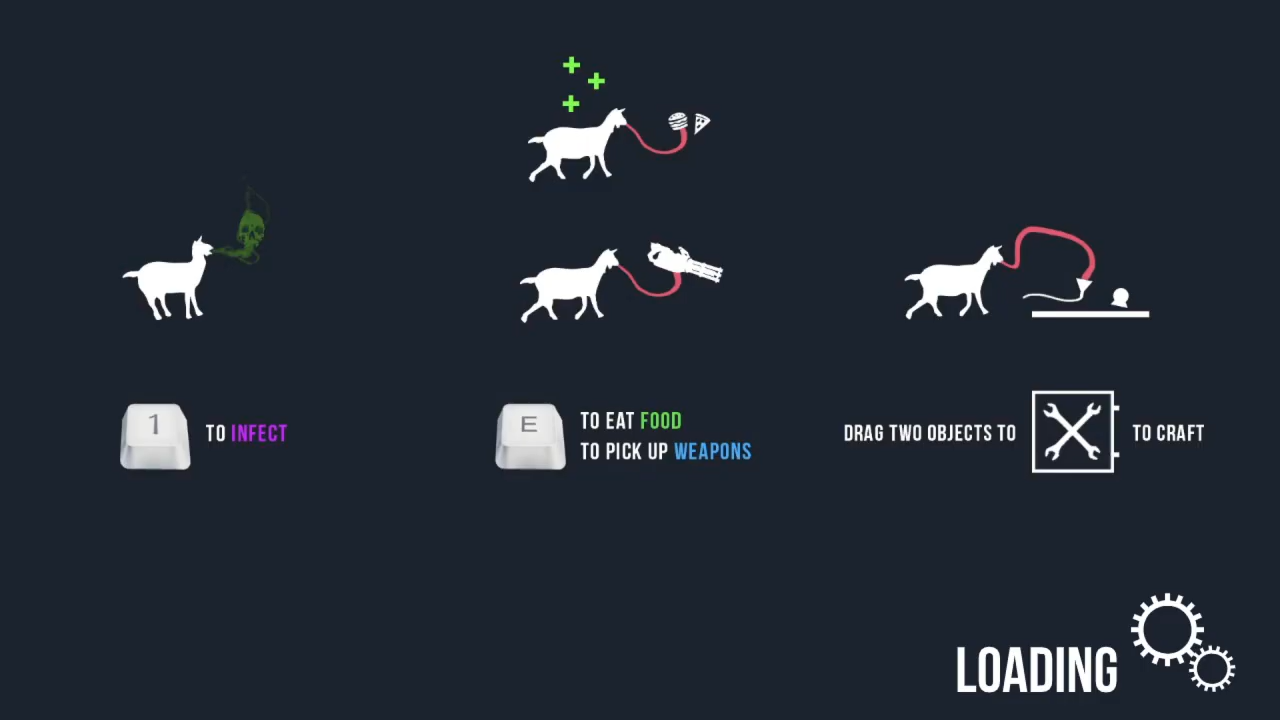 1
TO INFECT
E
TO EAT FOOD
TO PICK UP WEAPONS
DRAG TWO OBJECTS TO
TO CRAFT
LOADING